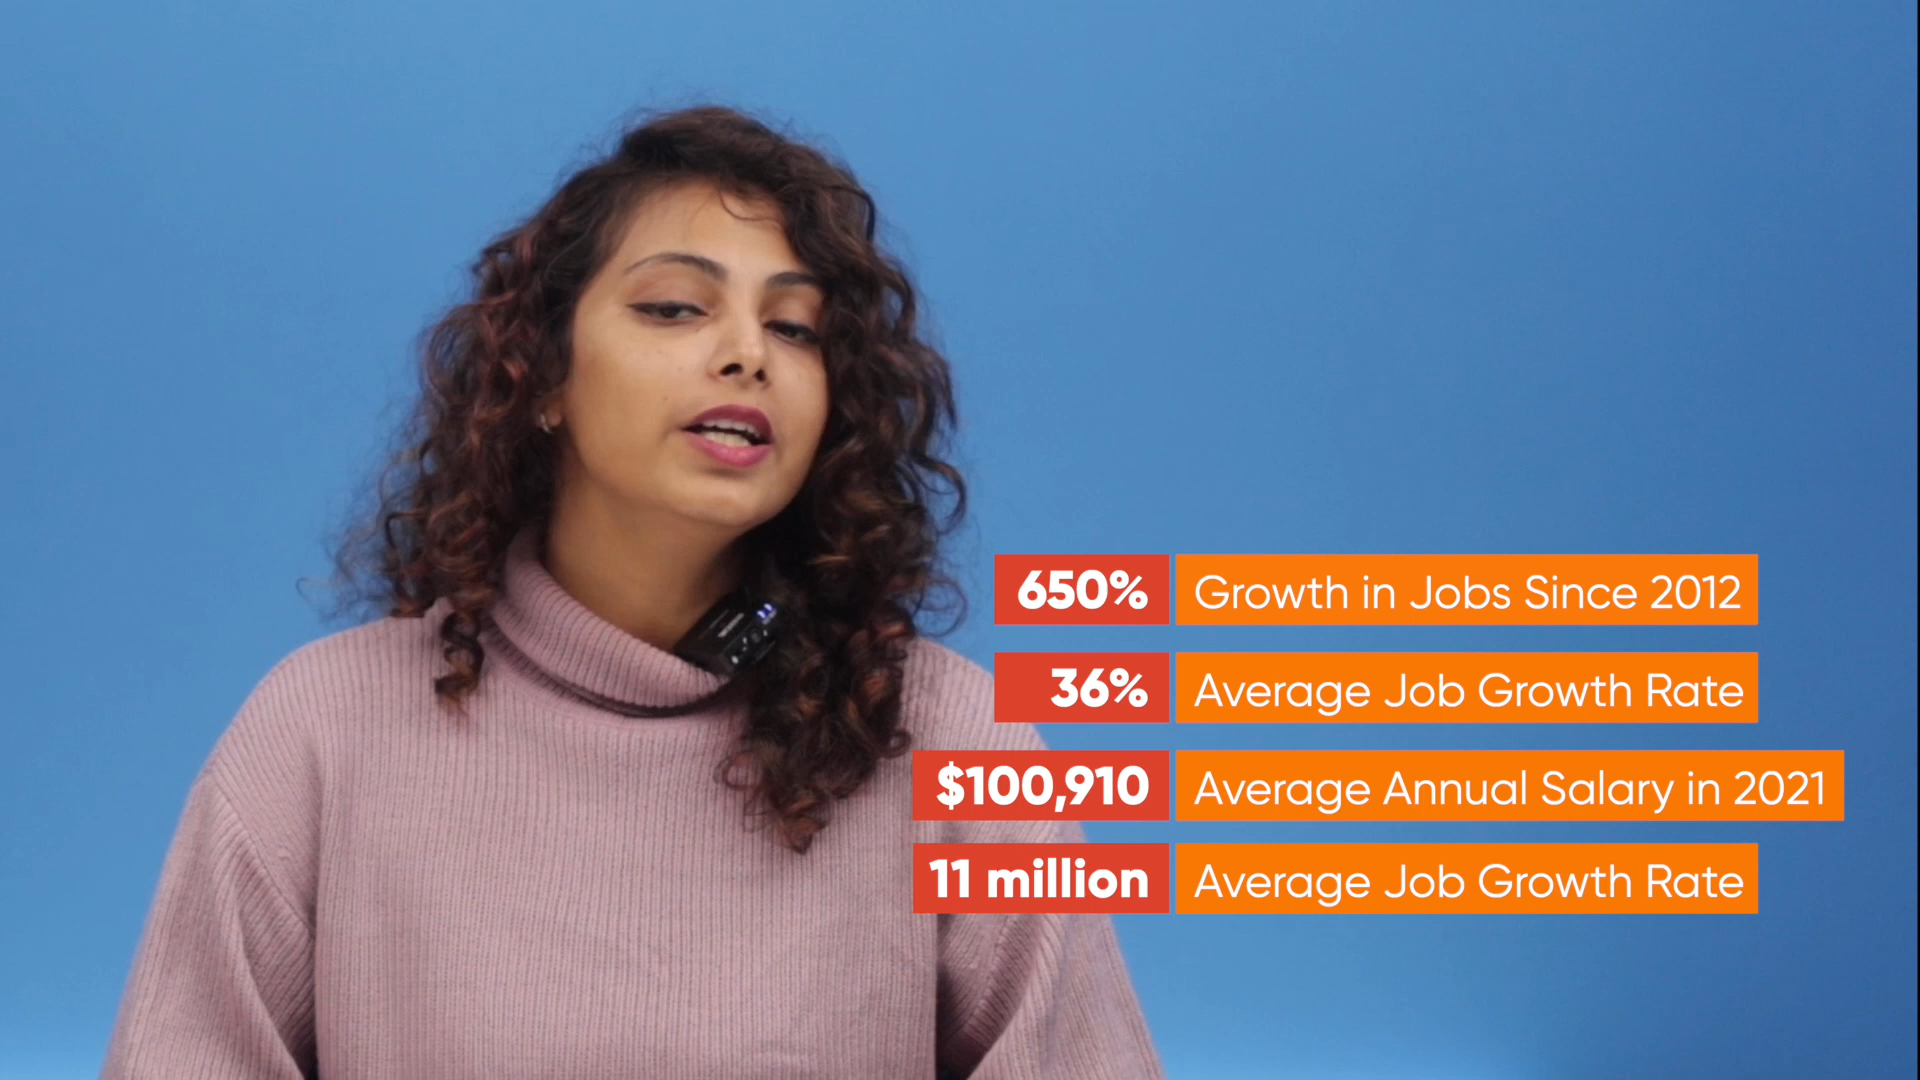 650% Growth in Jobs Since 2012
36% Average Job Growth Rate
$100,910 Average Annual Salary in 2021
11 million Average Job Growth Rate